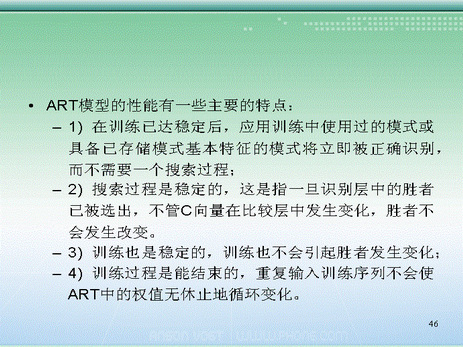 • ART模型的性能有一些主要的特点：
– 1）在训练已达稳定后，应用训练中使用过的模式或
具备已存储模式基本特征的模式将立即被正确识别，
而不需要一个搜索过程；
– 2）搜索过程是稳定的，这是指一旦识别层中的胜者
已被选出，不管C向量在比较层中发生变化，胜者不
会发生改变。
– 3）训练也是稳定的，训练也不会引起胜者发生变化；
– 4）训练过程是能结束的，重复输入训练序列不会使
ART中的权值无休止地循环变化。
46